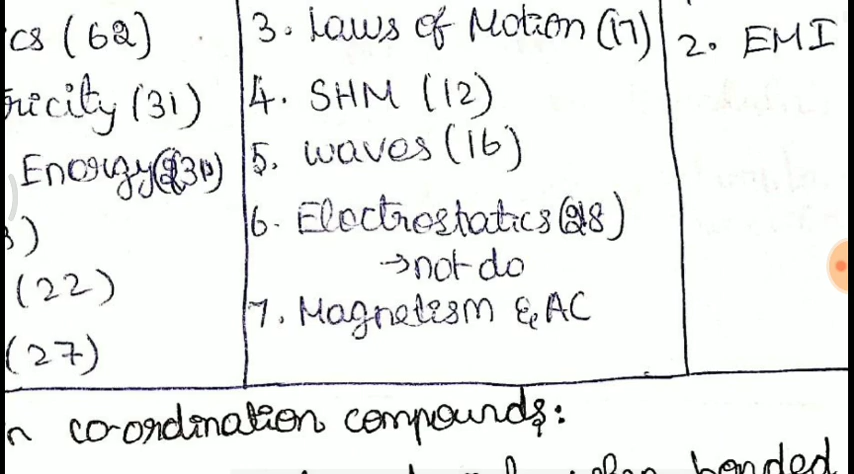 cs (62)
ricity (31)
Energy
(22)
(27)
3. Laws of Motion (17)
4. SHM (12)
5. waves (16)
6. Electrostatics
→not do
7. Magnetism & AC
2. EMI
n co-ordination compounds:
bonded